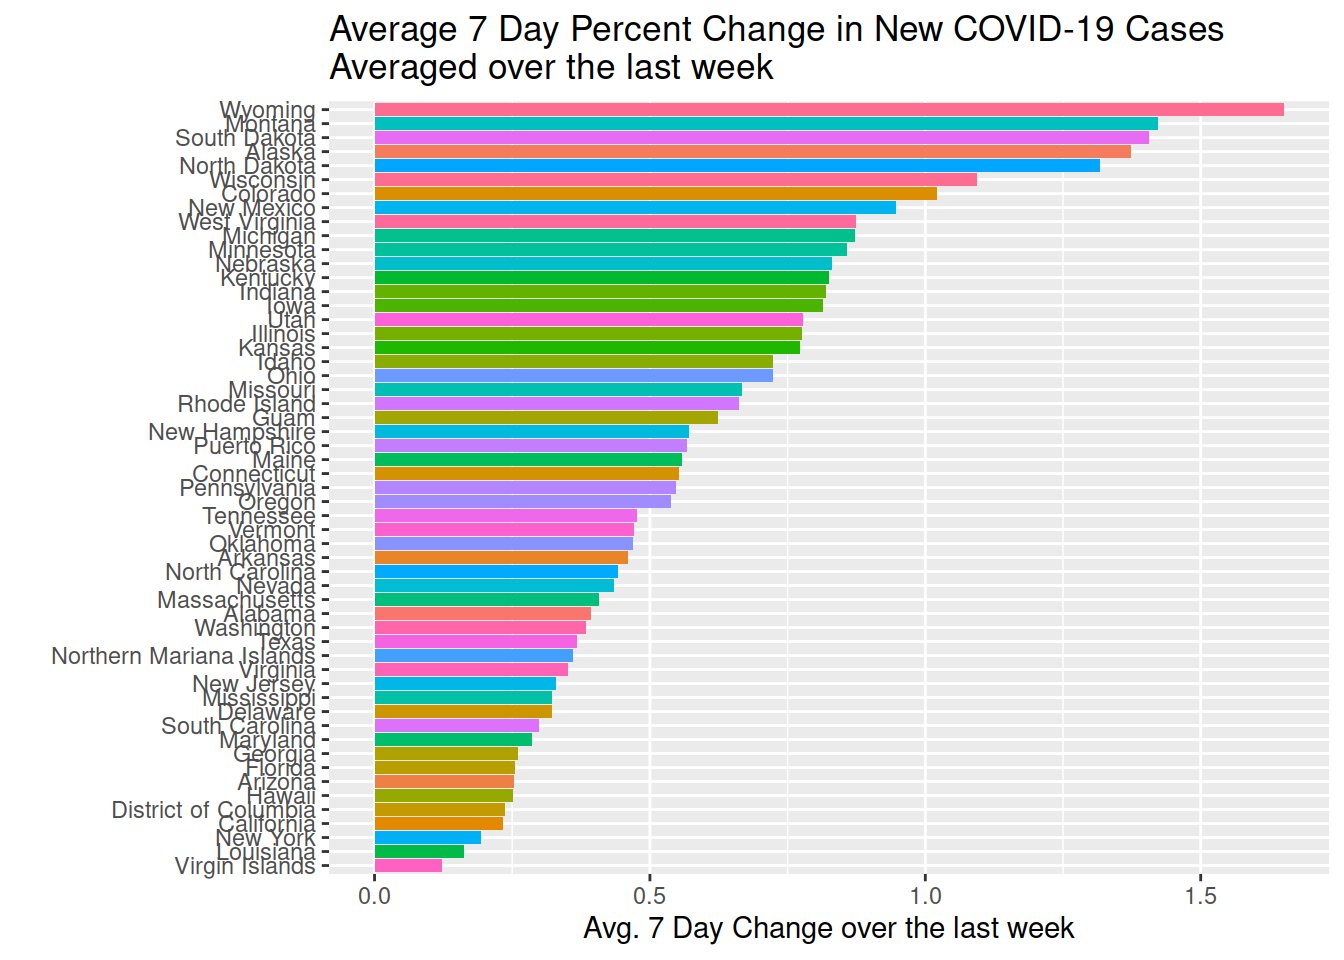 Average 7 Day Percent Change in New COVID-19 Cases
Averaged over the last week
Wyoming
Montana
South Dakota
Alaska
North Dakota
Wisconsin
Colorado
New Mexico
West Virginia
Michigan
Minnesota
Nebraska
Kentucky
Indiana
Iowa
Utah
Illinois
Kansas
Idaho
Ohio
Missouri
Rhode Island
Guam
New Hampshire
Puerto Rico
Maine
Connecticut
Pennsylvania
Oregon
Tennessee
Vermont
Oklahoma
Arkansas
North Carolina
Nevada
Massachusetts
Alabama
Washington
Texas
Northern Mariana Islands
Virginia
New Jersey
Mississippi
Delaware
South Carolina
Maryland
Georgia
Florida
Arizona
Hawaii
District of Columbia
California
New York
Louisiana
Virgin Islands
0.0 0.5 1.0 1.5
Avg. 7 Day Change over the last week